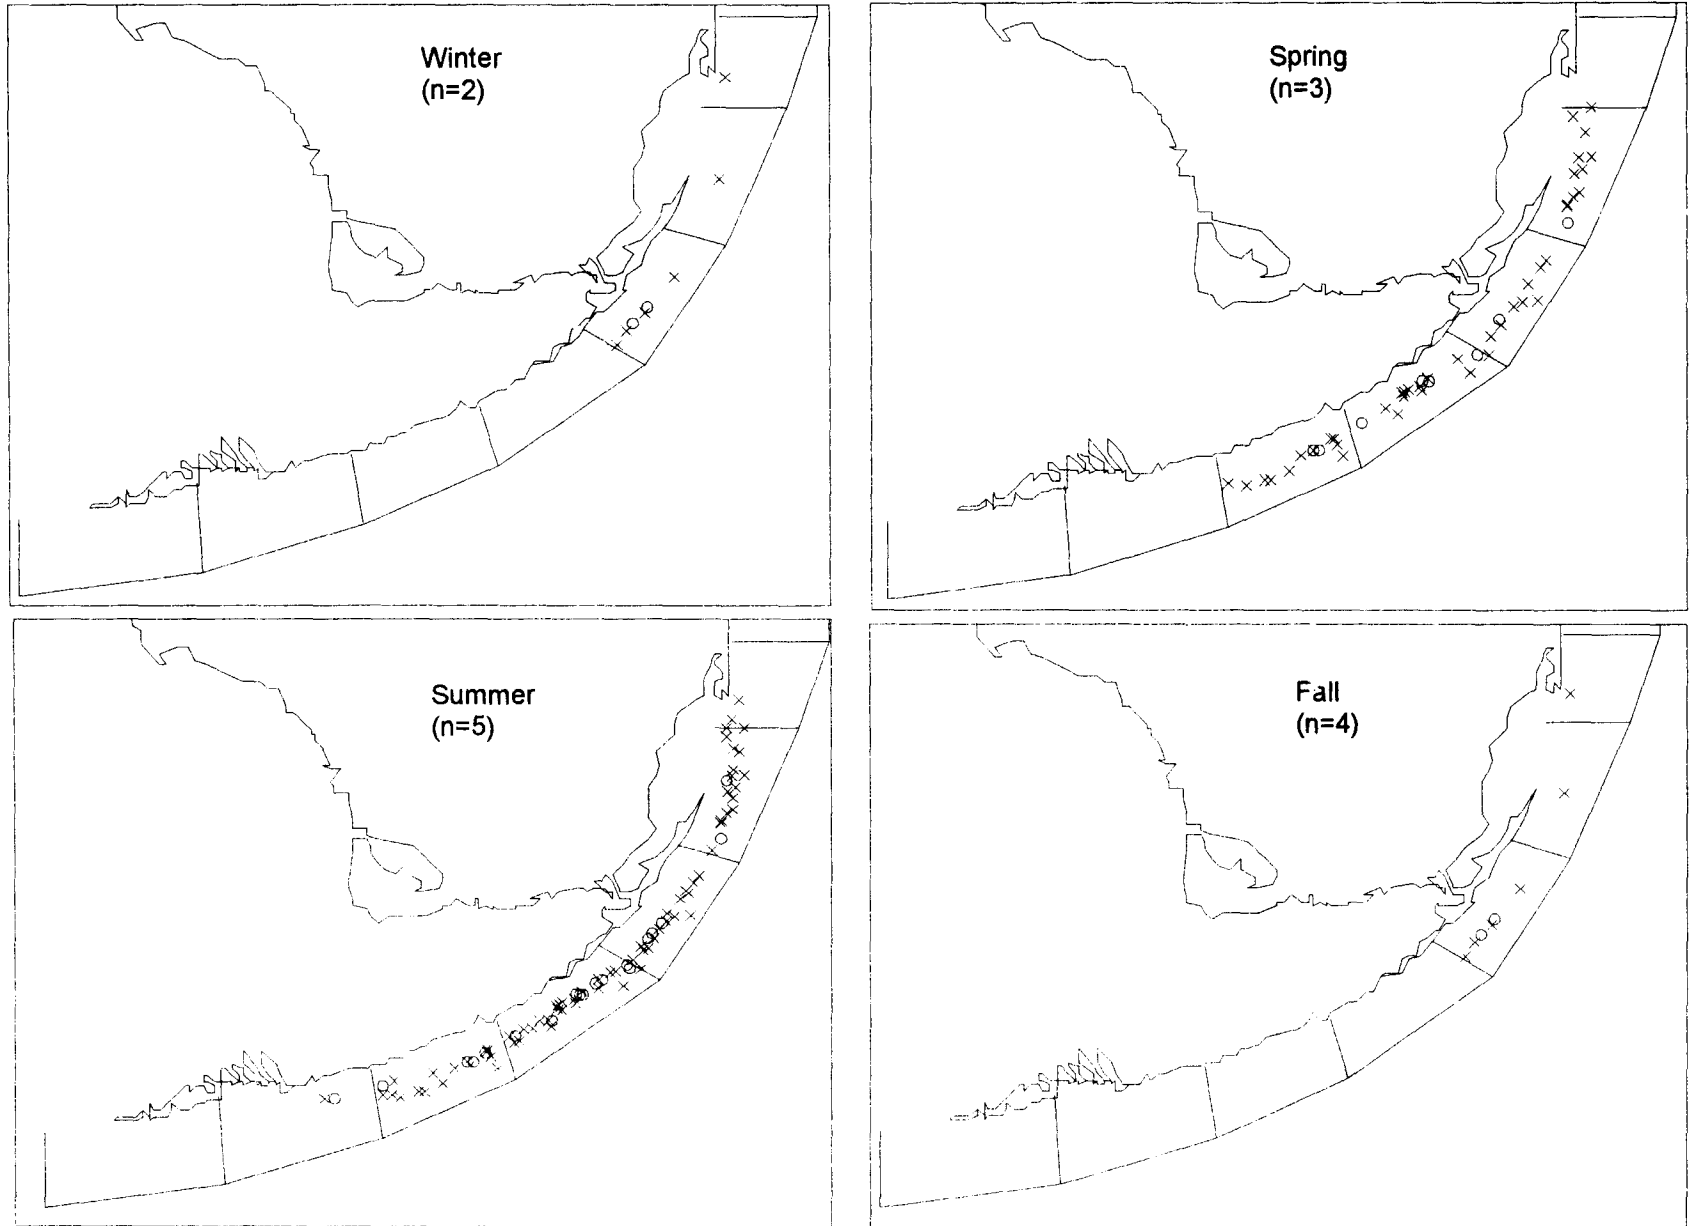 Winter
(n=2)
Spring
(n=3)
Summer
(n=5)
Fall
(n=4)